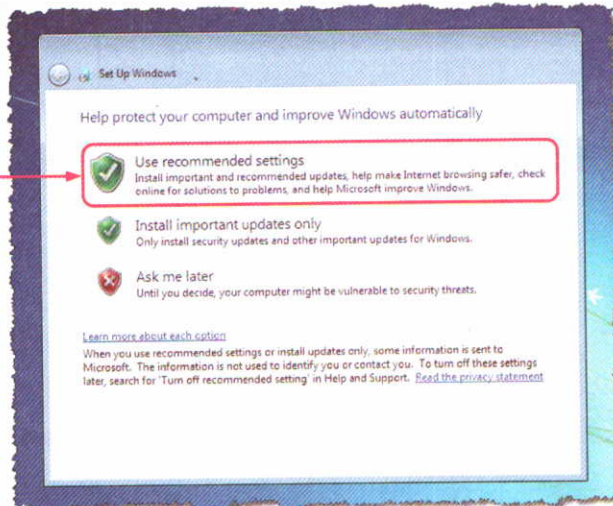 Set Up Windows
Help protect your computer and improve Windows automatically
Use recommended settings
Install important and recommended updates, help make Internet browsing safer, check
online for solutions to problems, and help Microsoft improve Windows.
Install important updates only
Only install security updates and other important updates for Windows.
Ask me later
Until you decide, your computer might be vulnerable to security threats.
Learn more about each option
When you use recommended settings or install updates only, some information is sent to
Microsoft. The information is not used to identify you or contact you. To turn off these settings
later, search for 'Turn off recommended setting' in Help and Support. Read the privacy statement